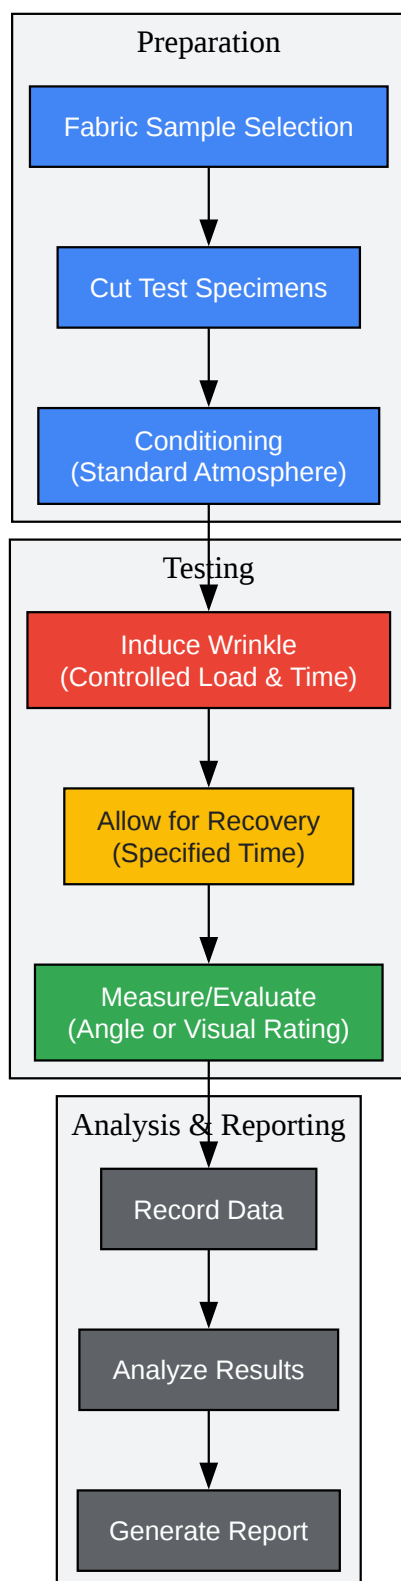 Preparation
Fabric Sample Selection
Cut Test Specimens
Conditioning
(Standard Atmosphere)
Testing
Induce Wrinkle
(Controlled Load & Time)
Allow for Recovery
(Specified Time)
Measure/Evaluate
(Angle or Visual Rating)
Analysis & Reporting
Record Data
Analyze Results
Generate Report